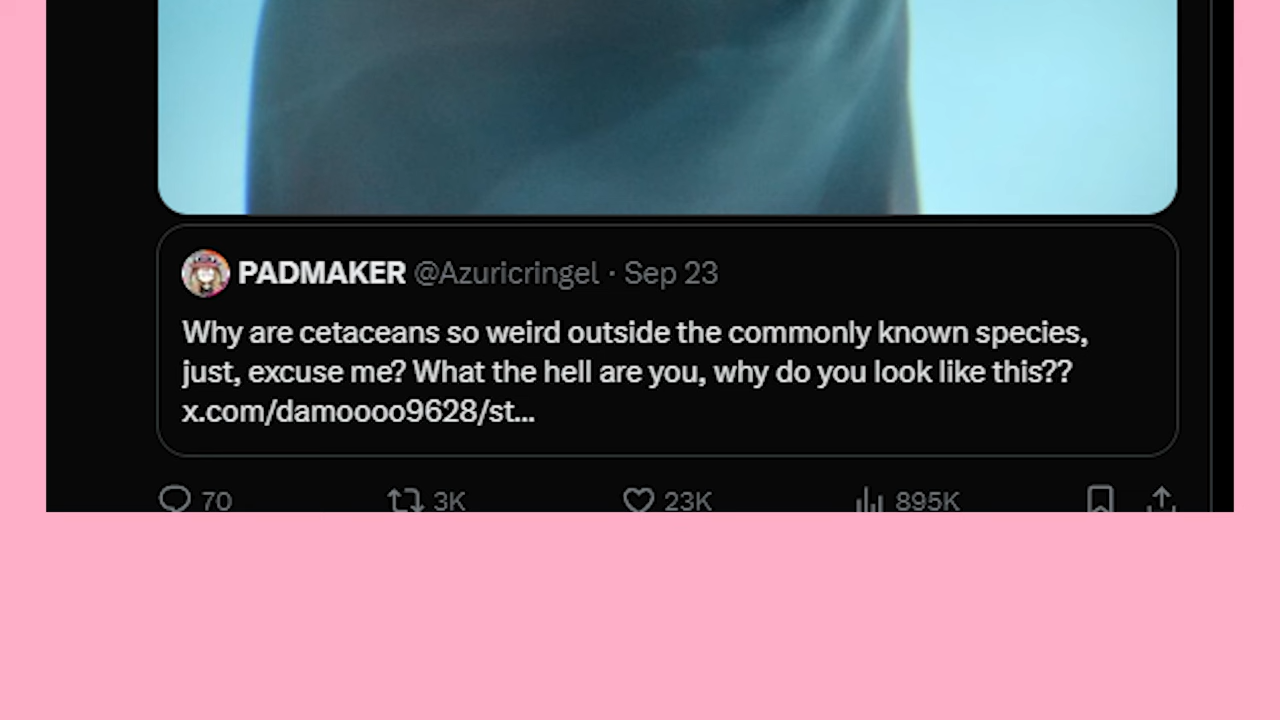 PADMAKER @Azuricringel · Sep 23
Why are cetaceans so weird outside the commonly known species,
just, excuse me? What the hell are you, why do you look like this??
x.com/damoooo9628/st...
70 3K 23K 895K